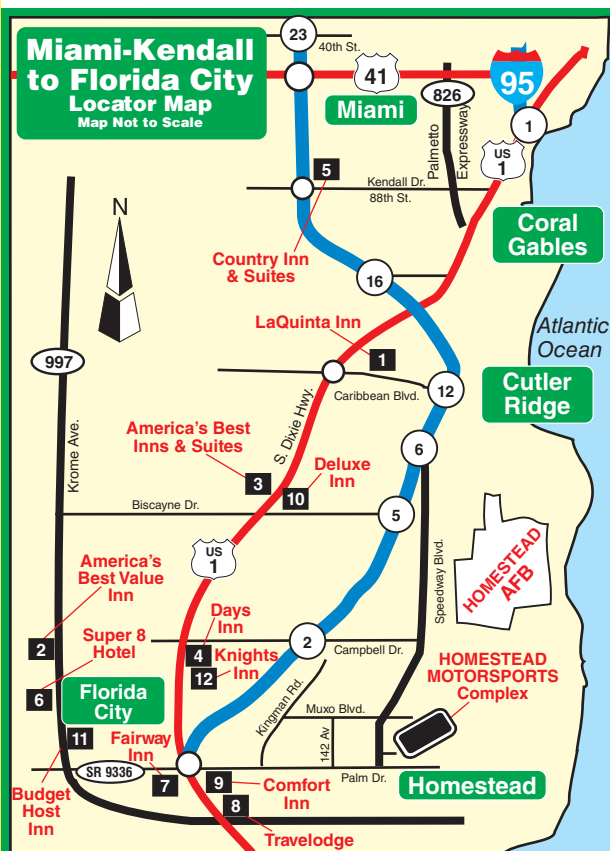 Miami-Kendall
to Florida City
Locator Map
Map Not to Scale
23
40th St.
41
Miami
826
95
1
US
1
Palmetto
Expressway
5
Kendall Dr.
88th St.
N
Country Inn
& Suites
Coral
Gables
16
LaQuinta Inn
Atlantic
Ocean
997
1
12
Caribbean Blvd.
Cutler
Ridge
Krome Ave.
S. Dixie Hwy.
America's Best
Inns & Suites
6
3
10
Deluxe
Inn
Biscayne Dr.
5
Speedway Blvd.
HOMESTEAD
AFB
US
1
America's
Best Value
Inn
Days
Inn
2
2
Super 8
Hotel
4
Knights
Inn
12
Campbell Dr.
HOMESTEAD
MOTORSPORTS
Complex
6
Florida
City
Kingman Rd.
Muxo Blvd.
142 Av
11
Fairway
Inn
SR 9336
7
9
Comfort
Inn
Palm Dr.
Homestead
Budget
Host
Inn
8
Travelodge